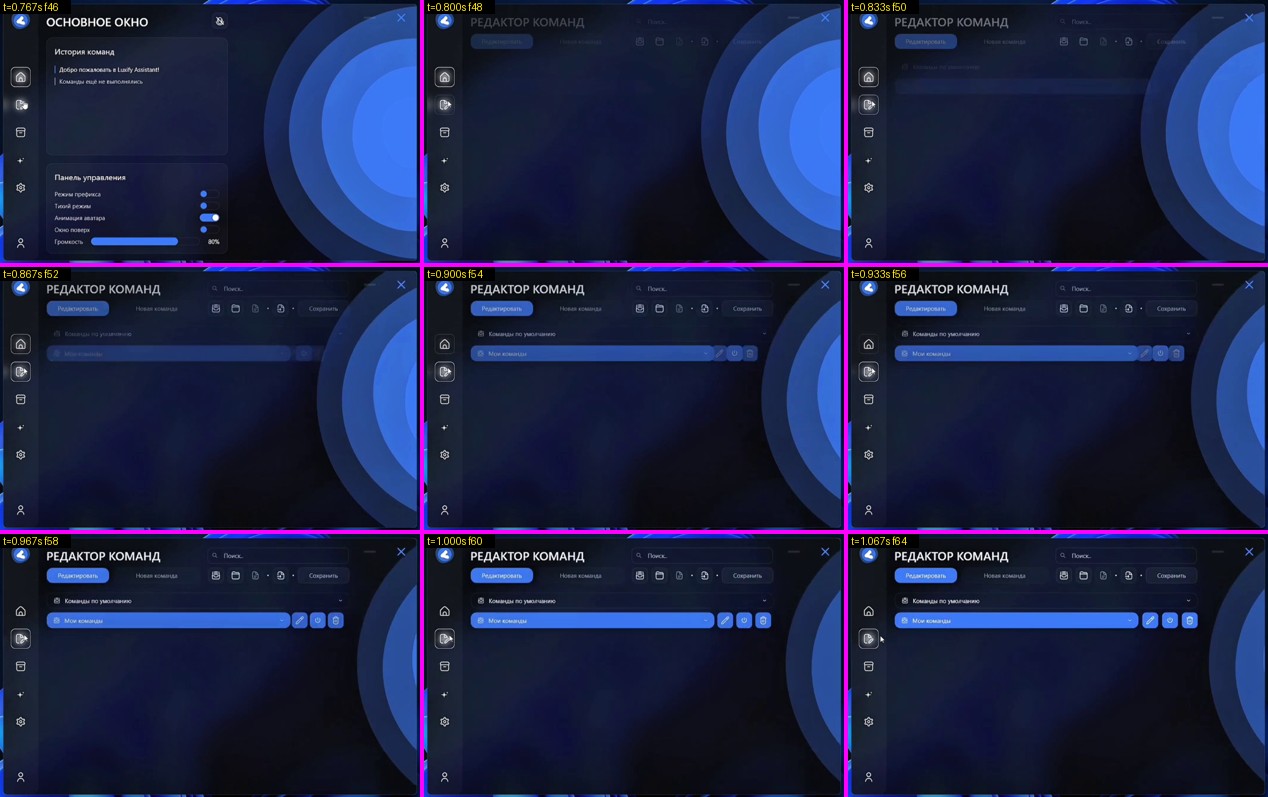 t=0.767s f46
ОСНОВНОЕ ОКНО
История команд
Добро пожаловать в Luxify Assistant!
Команды ещё не выполнялись
Панель управления
Режим префикса
Тихий режим
Анимация аватара
Окно поверх
Громкость 80%
t=0.800s f48
РЕДАКТОР КОМАНД
Поиск..
Редактировать Новая команда Сохранить
t=0.833s f50
РЕДАКТОР КОМАНД
Поиск..
Редактировать Новая команда Сохранить
Команды по умолчанию
t=0.867s f52
РЕДАКТОР КОМАНД
Поиск..
Редактировать Новая команда Сохранить
Команды по умолчанию
Мои команды
t=0.900s f54
РЕДАКТОР КОМАНД
Поиск..
Редактировать Новая команда Сохранить
Команды по умолчанию
Мои команды
t=0.933s f56
РЕДАКТОР КОМАНД
Поиск..
Редактировать Новая команда Сохранить
Команды по умолчанию
Мои команды
t=0.967s f58
РЕДАКТОР КОМАНД
Поиск..
Редактировать Новая команда Сохранить
Команды по умолчанию
Мои команды
t=1.000s f60
РЕДАКТОР КОМАНД
Поиск..
Редактировать Новая команда Сохранить
Команды по умолчанию
Мои команды
t=1.067s f64
РЕДАКТОР КОМАНД
Поиск..
Редактировать Новая команда Сохранить
Команды по умолчанию
Мои команды